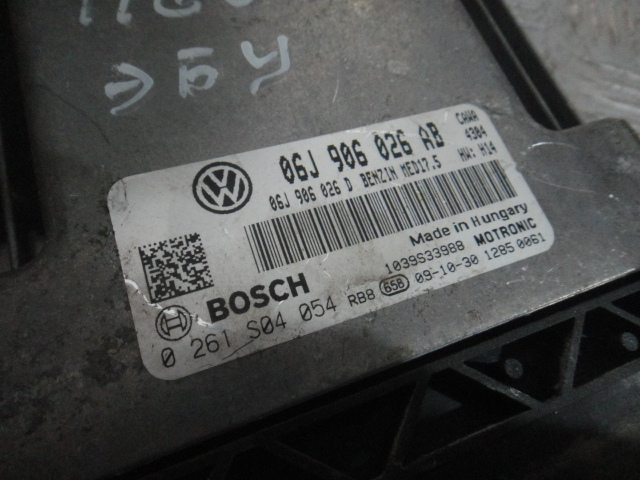 06J 906 026 AB
CAWA
4304
06J 906 026 D BENZIN MED17.5
HW: H14
Made in Hungary
1039S33988 MOTRONIC
BOSCH
0 261 S04 054 RB8 65B 09-10-30 1285 0061